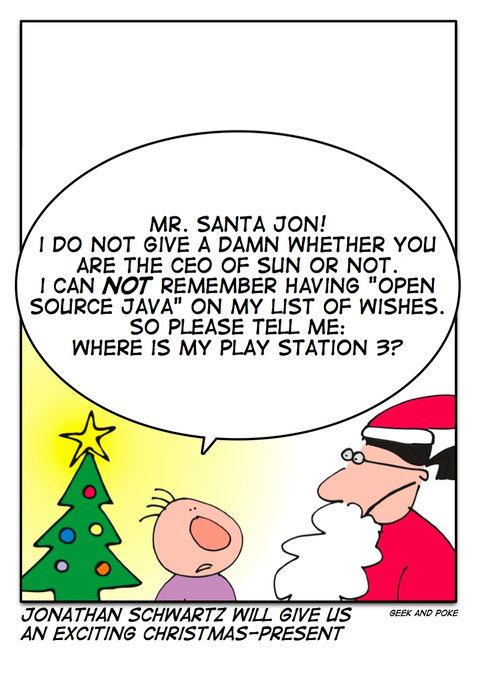 MR. SANTA JON!
I DO NOT GIVE A DAMN WHETHER YOU
ARE THE CEO OF SUN OR NOT.
I CAN NOT REMEMBER HAVING "OPEN
SOURCE JAVA" ON MY LIST OF WISHES.
SO PLEASE TELL ME:
WHERE IS MY PLAY STATION 3?
JONATHAN SCHWARTZ WILL GIVE US
AN EXCITING CHRISTMAS-PRESENT
GEEK AND POKE